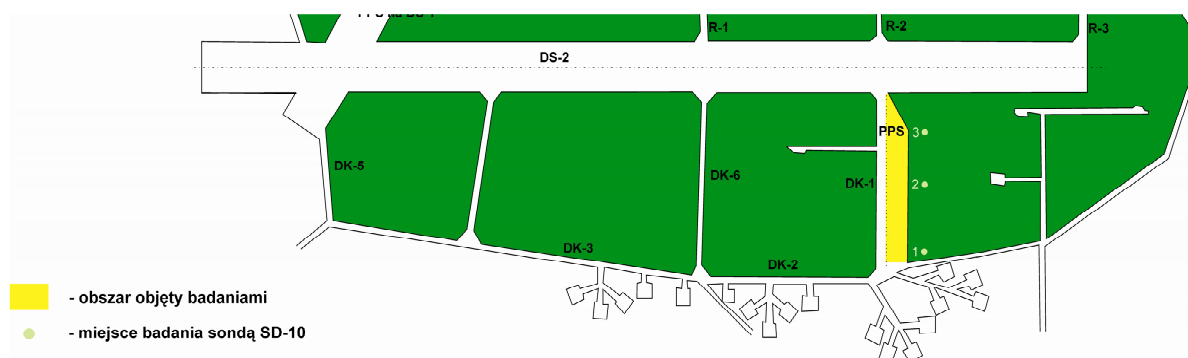 R-1
R-2
R-3
DS-2
PPS
3
DK-5
DK-6
DK-1
2
DK-3
1
DK-2
- obszar objęty badaniami
- miejsce badania sondą SD-10